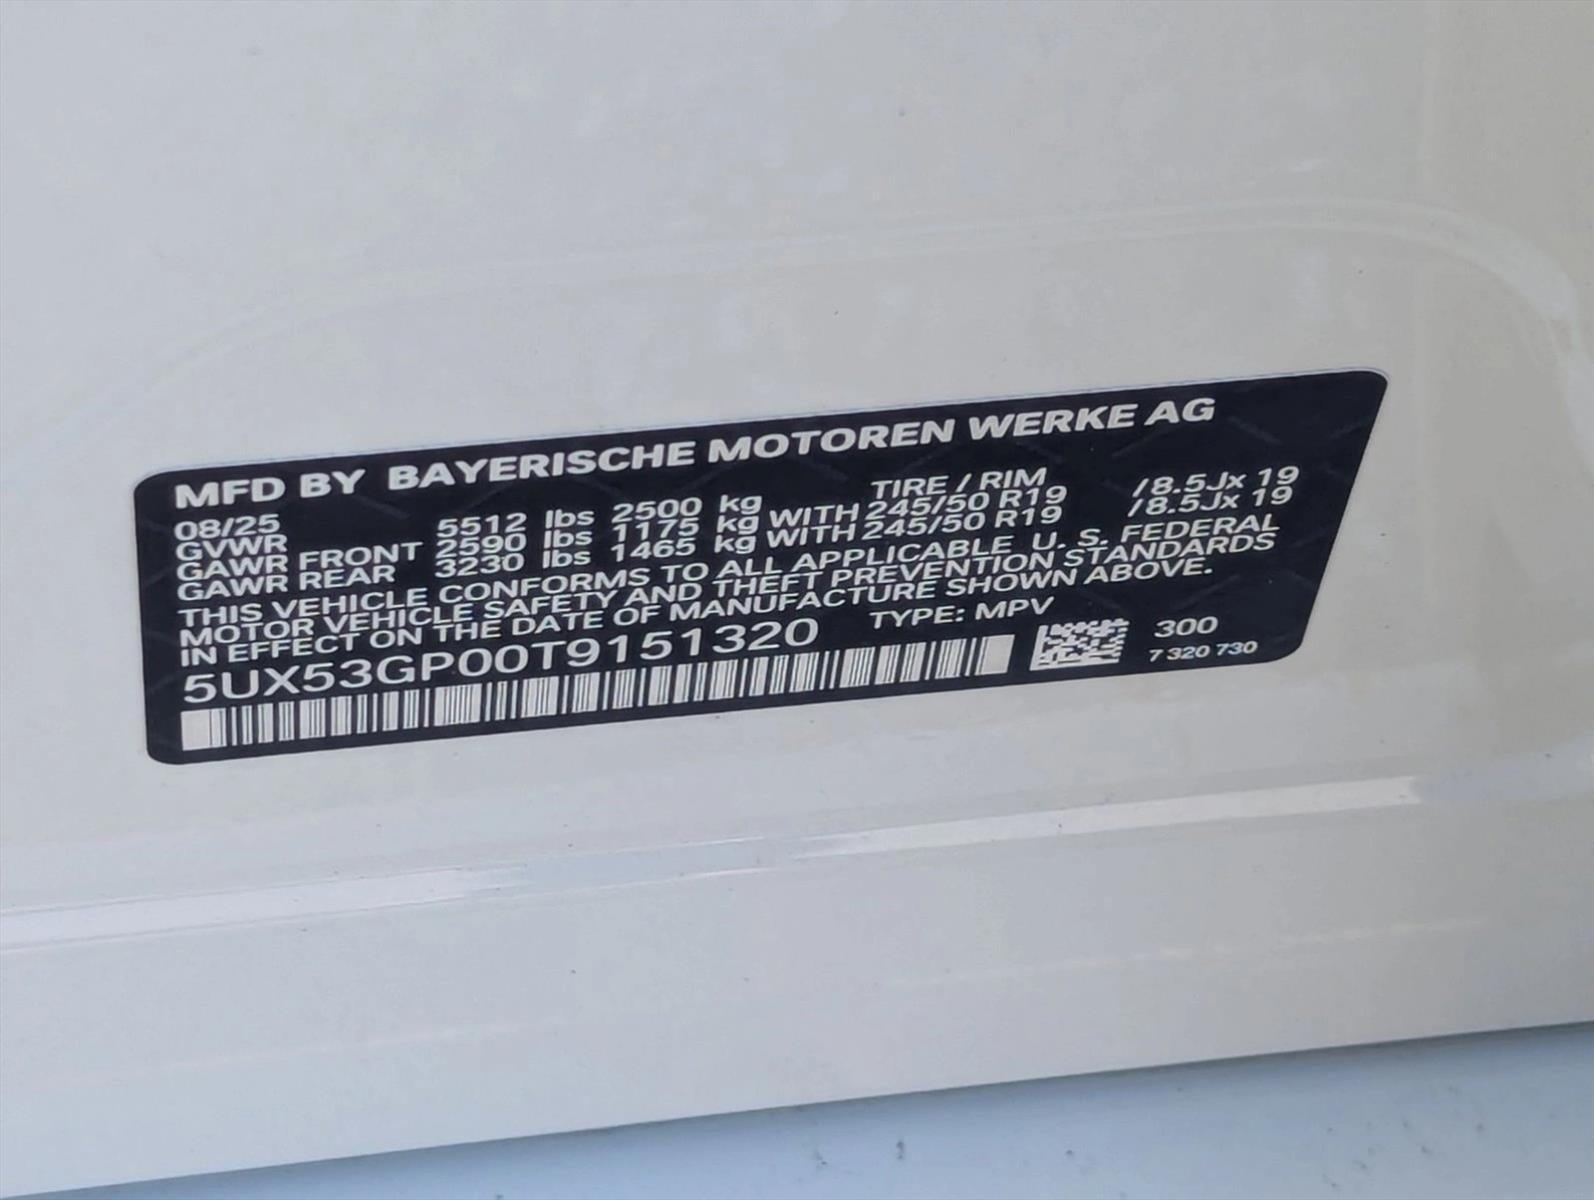 MFD BY BAYERISCHE MOTOREN WERKE AG
08/25 TIRE / RIM
GVWR 5512 lbs 2500 kg
GAWR FRONT 2590 lbs 1175 kg WITH 245/50 R19 /8.5Jx 19
GAWR REAR 3230 lbs 1465 kg WITH 245/50 R19 /8.5Jx 19
THIS VEHICLE CONFORMS TO ALL APPLICABLE U. S. FEDERAL
MOTOR VEHICLE SAFETY AND THEFT PREVENTION STANDARDS
IN EFFECT ON THE DATE OF MANUFACTURE SHOWN ABOVE.
5UX53GP00T9151320 TYPE: MPV
300
7 320 730